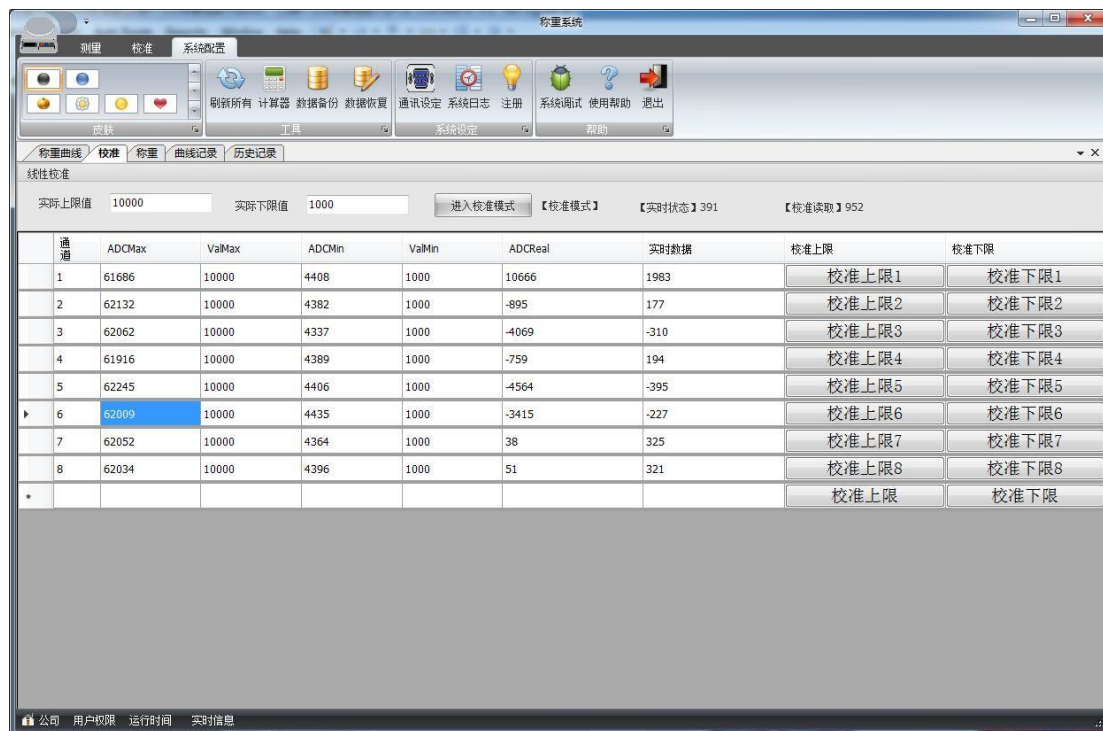 称重系统
测量 校准 系统配置
刷新所有 计算器 数据备份 数据恢复 通讯设定 系统日志 注册 系统调试 使用帮助 退出
皮肤 工具 系统设定 帮助
称重曲线 校准 称重 曲线记录 历史记录
线性校准
实际上限值 10000 实际下限值 1000 进入校准模式 【校准模式】 【实时状态】391 【校准读取】952
通道 ADCMax ValMax ADCMin ValMin ADCReal 实时数据 校准上限 校准下限
1 61686 10000 4408 1000 10666 1983 校准上限1 校准下限1
2 62132 10000 4382 1000 -895 177 校准上限2 校准下限2
3 62062 10000 4337 1000 -4069 -310 校准上限3 校准下限3
4 61916 10000 4389 1000 -759 194 校准上限4 校准下限4
5 62245 10000 4406 1000 -4564 -395 校准上限5 校准下限5
6 62009 10000 4435 1000 -3415 -227 校准上限6 校准下限6
7 62052 10000 4364 1000 38 325 校准上限7 校准下限7
8 62034 10000 4396 1000 51 321 校准上限8 校准下限8
校准上限 校准下限
公司 用户权限 运行时间 实时信息